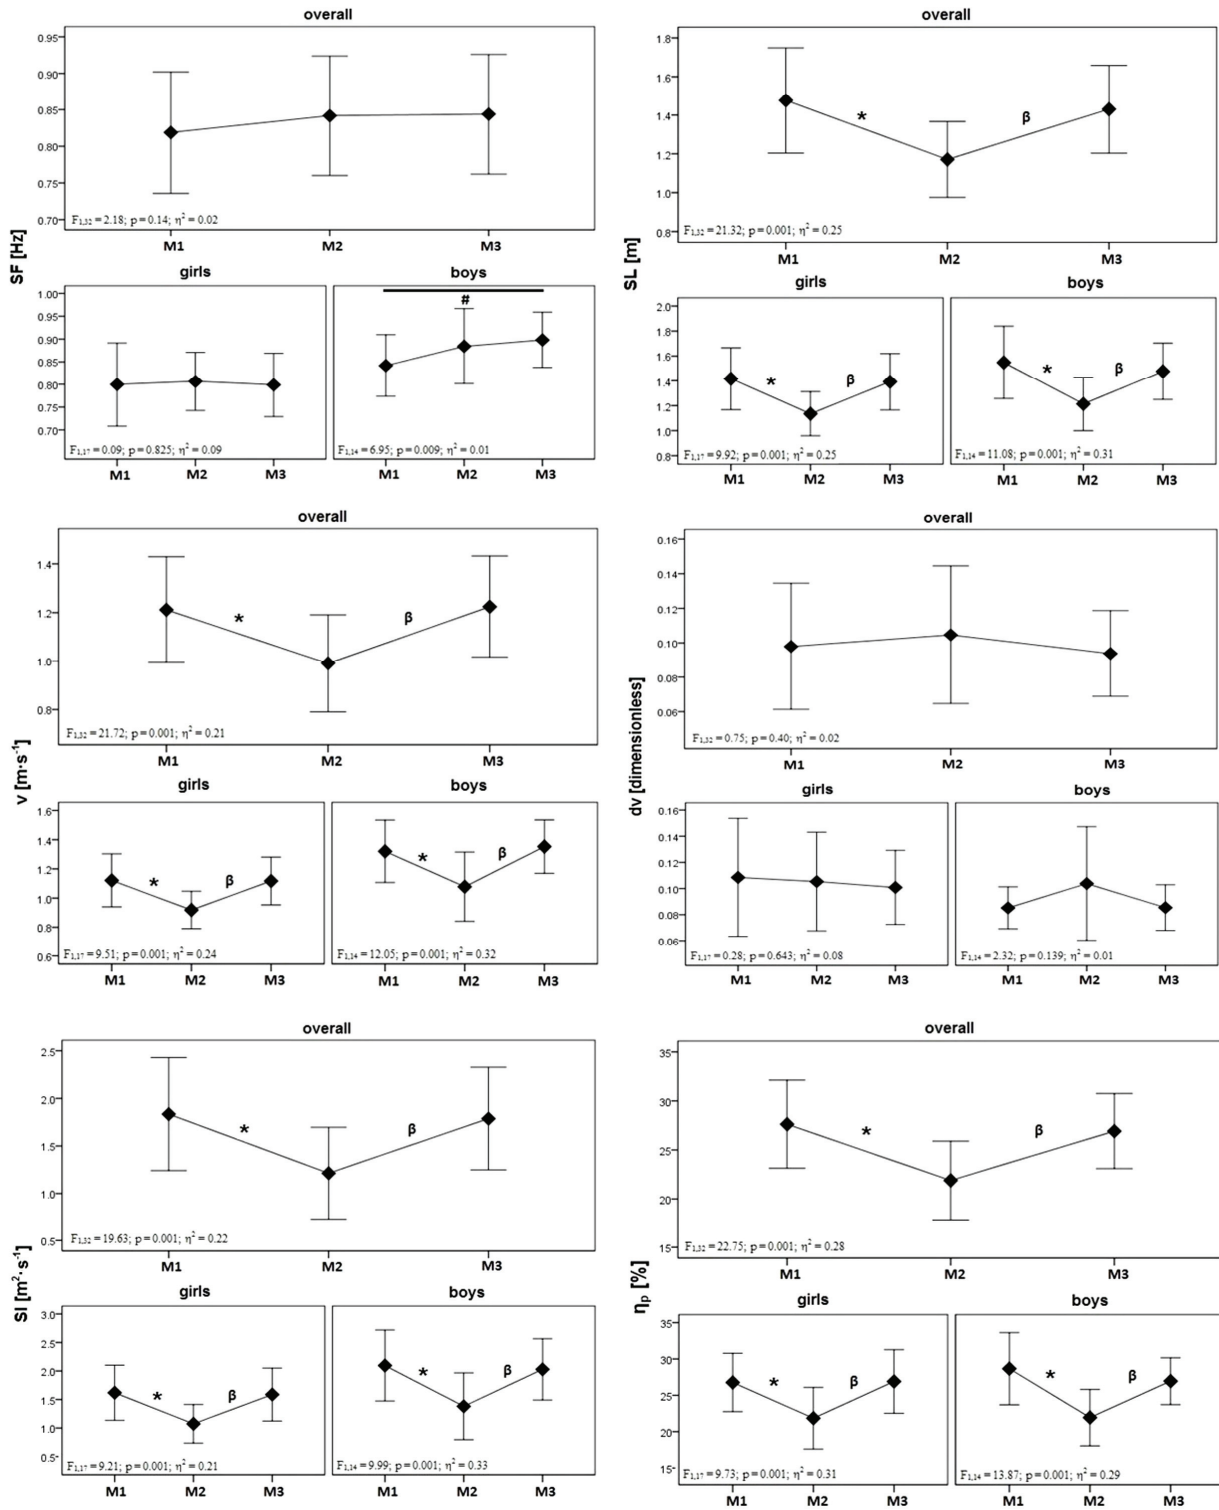 overall
0.95
0.90
0.85
0.80
0.75
0.70
F1,32 = 2.18; p = 0.14; η² = 0.02
M1 M2 M3
SF [Hz]
girls
1.00
0.95
0.90
0.85
0.80
0.75
0.70
F1,17 = 0.09; p = 0.825; η² = 0.09
M1 M2 M3
boys
#
F1,14 = 6.95; p = 0.009; η² = 0.01
M1 M2 M3
overall
1.8
1.6
1.4
1.2
1.0
0.8
* β
F1,32 = 21.32; p = 0.001; η² = 0.25
M1 M2 M3
SL [m]
girls
2.0
1.8
1.6
1.4
1.2
1.0
0.8
* β
F1,17 = 9.92; p = 0.001; η² = 0.25
M1 M2 M3
boys
* β
F1,14 = 11.08; p = 0.001; η² = 0.31
M1 M2 M3
overall
1.4
1.2
1.0
0.8
* β
F1,32 = 21.72; p = 0.001; η² = 0.21
M1 M2 M3
v [m·s⁻¹]
girls
1.6
1.4
1.2
1.0
0.8
0.6
* β
F1,17 = 9.51; p = 0.001; η² = 0.24
M1 M2 M3
boys
* β
F1,14 = 12.05; p = 0.001; η² = 0.32
M1 M2 M3
overall
0.16
0.14
0.12
0.10
0.08
0.06
F1,32 = 0.75; p = 0.40; η² = 0.02
M1 M2 M3
dv [dimensionless]
girls
0.16
0.14
0.12
0.10
0.08
0.06
F1,17 = 0.28; p = 0.643; η² = 0.08
M1 M2 M3
boys
F1,14 = 2.32; p = 0.139; η² = 0.01
M1 M2 M3
overall
2.5
2.0
1.5
1.0
0.5
* β
F1,32 = 19.63; p = 0.001; η² = 0.22
M1 M2 M3
SI [m²·s⁻¹]
girls
3.0
2.5
2.0
1.5
1.0
0.5
* β
F1,17 = 9.21; p = 0.001; η² = 0.21
M1 M2 M3
boys
* β
F1,14 = 9.99; p = 0.001; η² = 0.33
M1 M2 M3
overall
35
30
25
20
15
* β
F1,32 = 22.75; p = 0.001; η² = 0.28
M1 M2 M3
ηp [%]
girls
35
30
25
20
15
* β
F1,17 = 9.73; p = 0.001; η² = 0.31
M1 M2 M3
boys
* β
F1,14 = 13.87; p = 0.001; η² = 0.29
M1 M2 M3